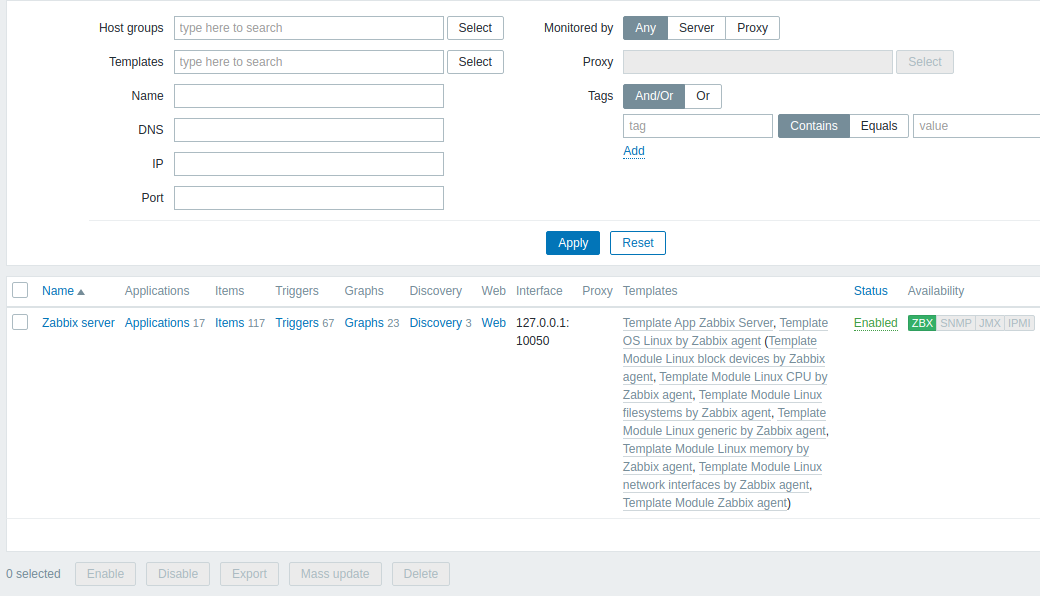 Host groups type here to search Select Monitored by Any Server Proxy
Templates type here to search Select Proxy Select
Name Tags And/Or Or
DNS tag Contains Equals value
IP Add
Port
Apply Reset
Name Applications Items Triggers Graphs Discovery Web Interface Proxy Templates Status Availability
Zabbix server Applications 17 Items 117 Triggers 67 Graphs 23 Discovery 3 Web 127.0.0.1: Template App Zabbix Server, Template Enabled ZBX SNMP JMX IPMI
10050 OS Linux by Zabbix agent (Template
Module Linux block devices by Zabbix
agent, Template Module Linux CPU by
Zabbix agent, Template Module Linux
filesystems by Zabbix agent, Template
Module Linux generic by Zabbix agent,
Template Module Linux memory by
Zabbix agent, Template Module Linux
network interfaces by Zabbix agent,
Template Module Zabbix agent)
0 selected Enable Disable Export Mass update Delete